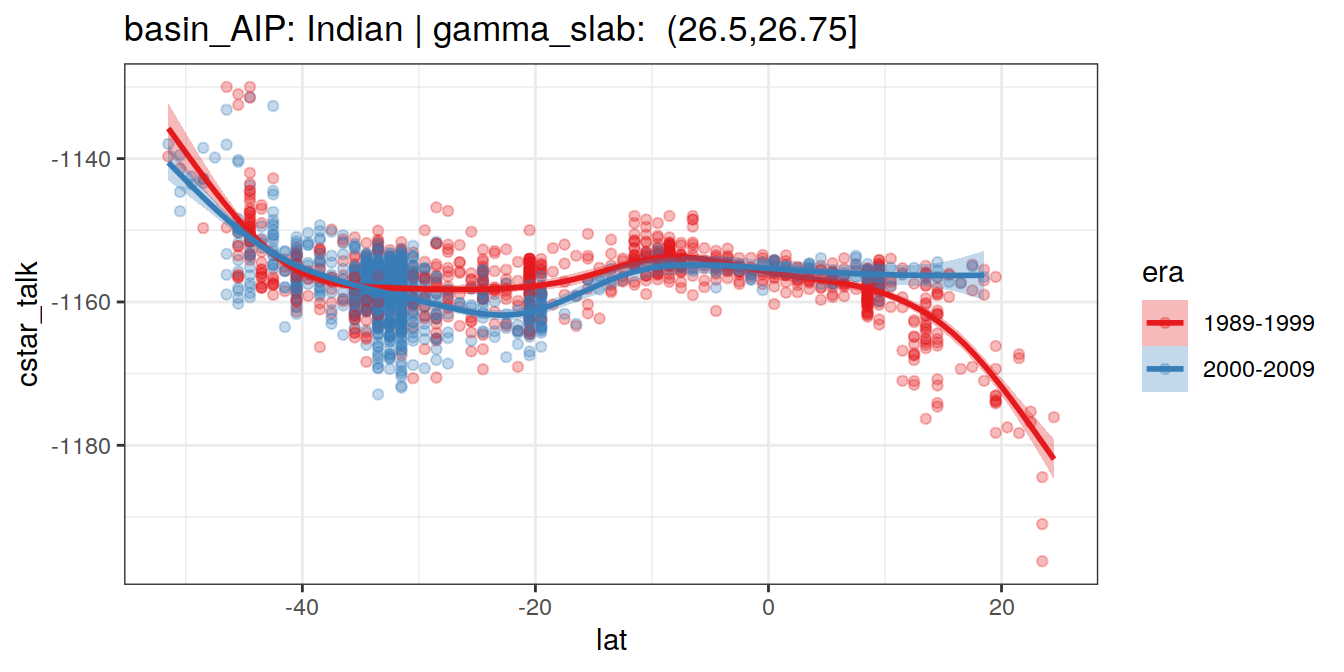 basin_AIP: Indian | gamma_slab:  (26.5,26.75]
-1140
-1160
-1180
cstar_talk
-40
-20
0
20
lat
era
1989-1999
2000-2009